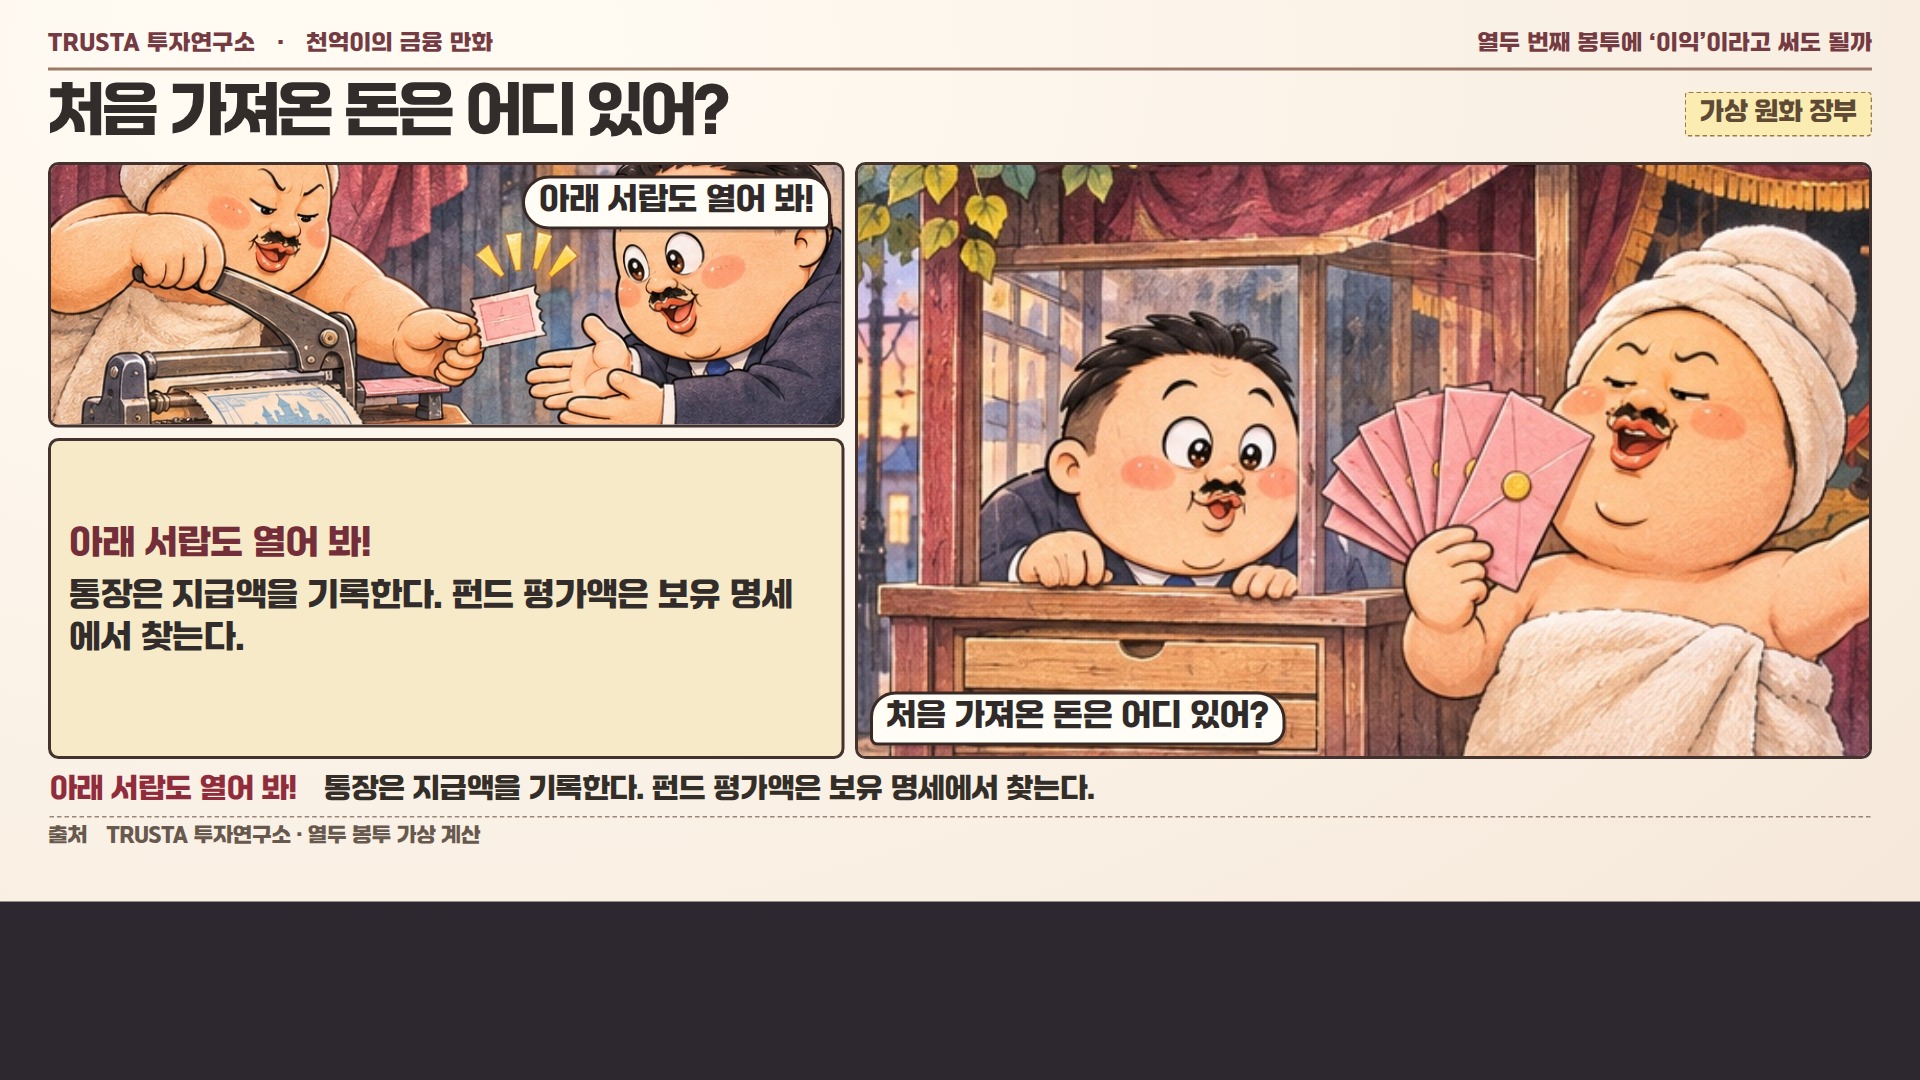 TRUSTA 투자연구소 · 천억이의 금융 만화
열두 번째 봉투에 ‘이익’이라고 써도 될까
처음 가져온 돈은 어디 있어?
가상 원화 장부
아래 서랍도 열어 봐!
아래 서랍도 열어 봐!
통장은 지급액을 기록한다. 펀드 평가액은 보유 명세
에서 찾는다.
처음 가져온 돈은 어디 있어?
아래 서랍도 열어 봐! 통장은 지급액을 기록한다. 펀드 평가액은 보유 명세에서 찾는다.
출처 TRUSTA 투자연구소 · 열두 봉투 가상 계산